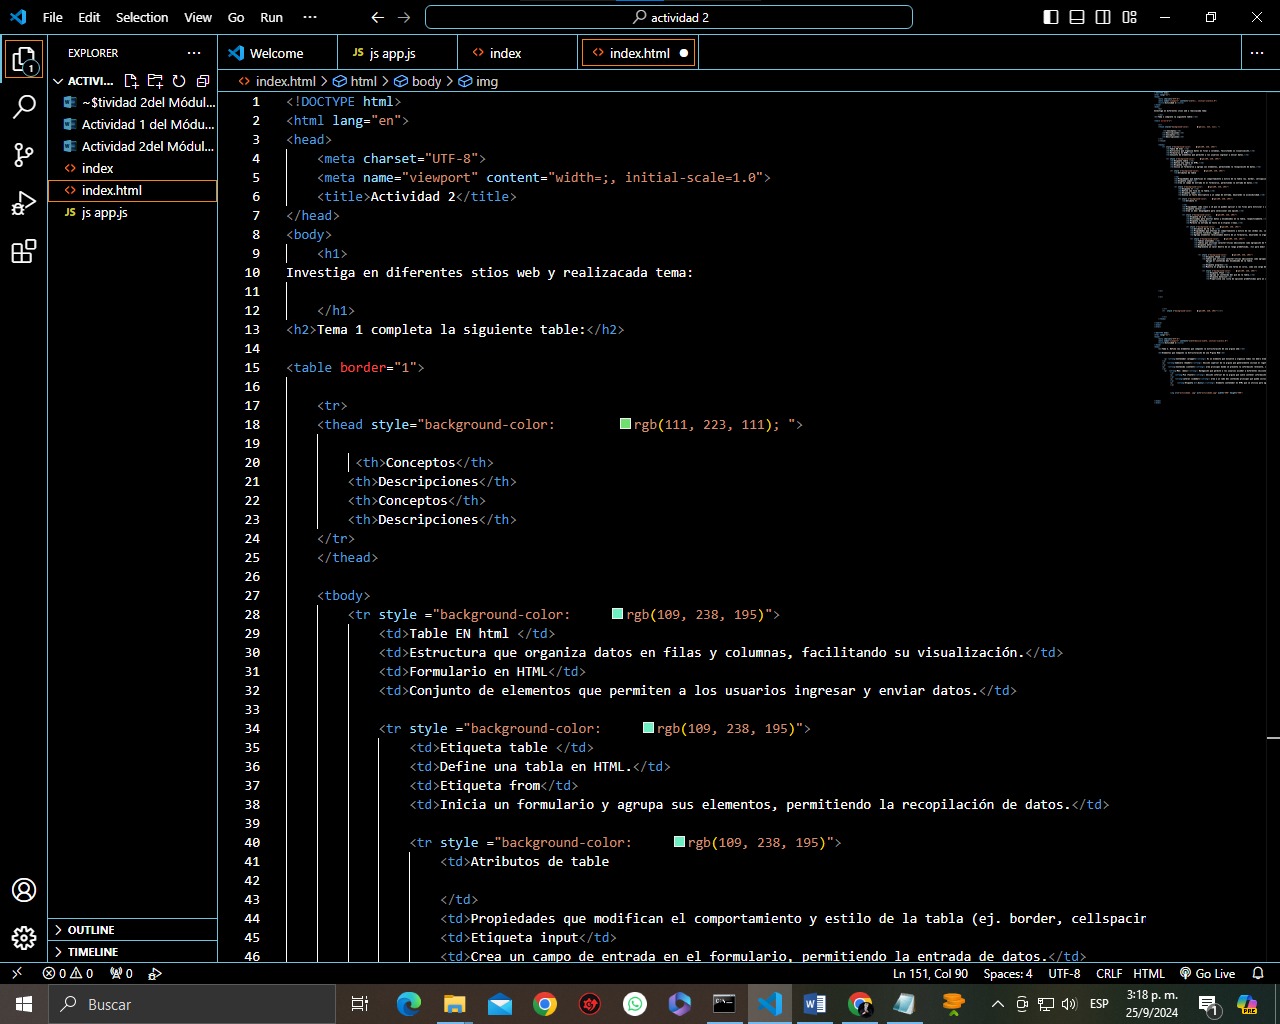 File Edit Selection View Go Run ··· actividad 2
EXPLORER ···
Welcome
JS js app.js
<> index
<> index.html
ACTIVI...
~$tividad 2del Módul...
Actividad 1 del Módu...
Actividad 2del Módul...
<> index
<> index.html
JS js app.js
<> index.html > html > body > img
1 <!DOCTYPE html>
2 <html lang="en">
3 <head>
4 <meta charset="UTF-8">
5 <meta name="viewport" content="width=;, initial-scale=1.0">
6 <title>Actividad 2</title>
7 </head>
8 <body>
9 <h1>
10 Investiga en diferentes stios web y realizacada tema:
11
12 </h1>
13 <h2>Tema 1 completa la siguiente table:</h2>
14
15 <table border="1">
16
17 <tr>
18 <thead style="background-color: rgb(111, 223, 111); ">
19
20 <th>Conceptos</th>
21 <th>Descripciones</th>
22 <th>Conceptos</th>
23 <th>Descripciones</th>
24 </tr>
25 </thead>
26
27 <tbody>
28 <tr style ="background-color: rgb(109, 238, 195)">
29 <td>Table EN html </td>
30 <td>Estructura que organiza datos en filas y columnas, facilitando su visualización.</td>
31 <td>Formulario en HTML</td>
32 <td>Conjunto de elementos que permiten a los usuarios ingresar y enviar datos.</td>
33
34 <tr style ="background-color: rgb(109, 238, 195)">
35 <td>Etiqueta table </td>
36 <td>Define una tabla en HTML.</td>
37 <td>Etiqueta from</td>
38 <td>Inicia un formulario y agrupa sus elementos, permitiendo la recopilación de datos.</td>
39
40 <tr style ="background-color: rgb(109, 238, 195)">
41 <td>Atributos de table
42
43 </td>
44 <td>Propiedades que modifican el comportamiento y estilo de la tabla (ej. border, cellspacin
45 <td>Etiqueta input</td>
46 <td>Crea un campo de entrada en el formulario, permitiendo la entrada de datos.</td>
OUTLINE
TIMELINE
0 0 0 Ln 151, Col 90 Spaces: 4 UTF-8 CRLF HTML Go Live
Buscar
ESP
3:18 p. m.
25/9/2024
1